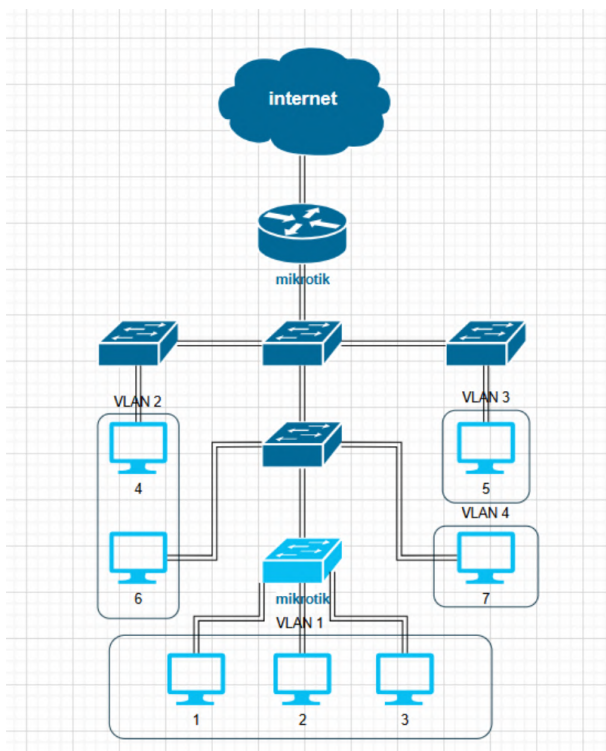 internet
mikrotik
VLAN 2
VLAN 3
4
5
VLAN 4
6
7
mikrotik
VLAN 1
1
2
3